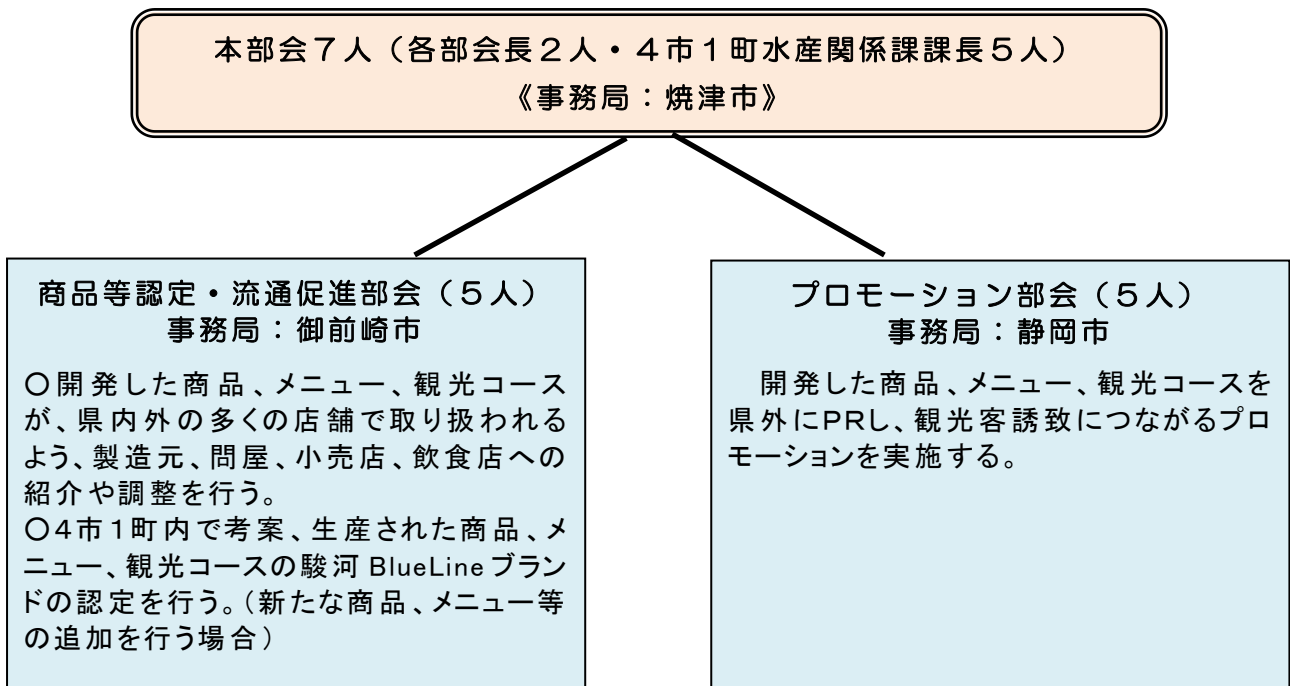 本部会７人（各部会長２人・４市１町水産関係課課長５人）
《事務局：焼津市》
商品等認定・流通促進部会（５人）
事務局：御前崎市
〇開発した商品、メニュー、観光コース
が、県内外の多くの店舗で取り扱われる
よう、製造元、問屋、小売店、飲食店への
紹介や調整を行う。
〇４市１町内で考案、生産された商品、メ
ニュー、観光コースの駿河 BlueLine ブラン
ドの認定を行う。（新たな商品、メニュー等
の追加を行う場合）
プロモーション部会（５人）
事務局：静岡市
　開発した商品、メニュー、観光コースを
県外にPRし、観光客誘致につながるプロ
モーションを実施する。